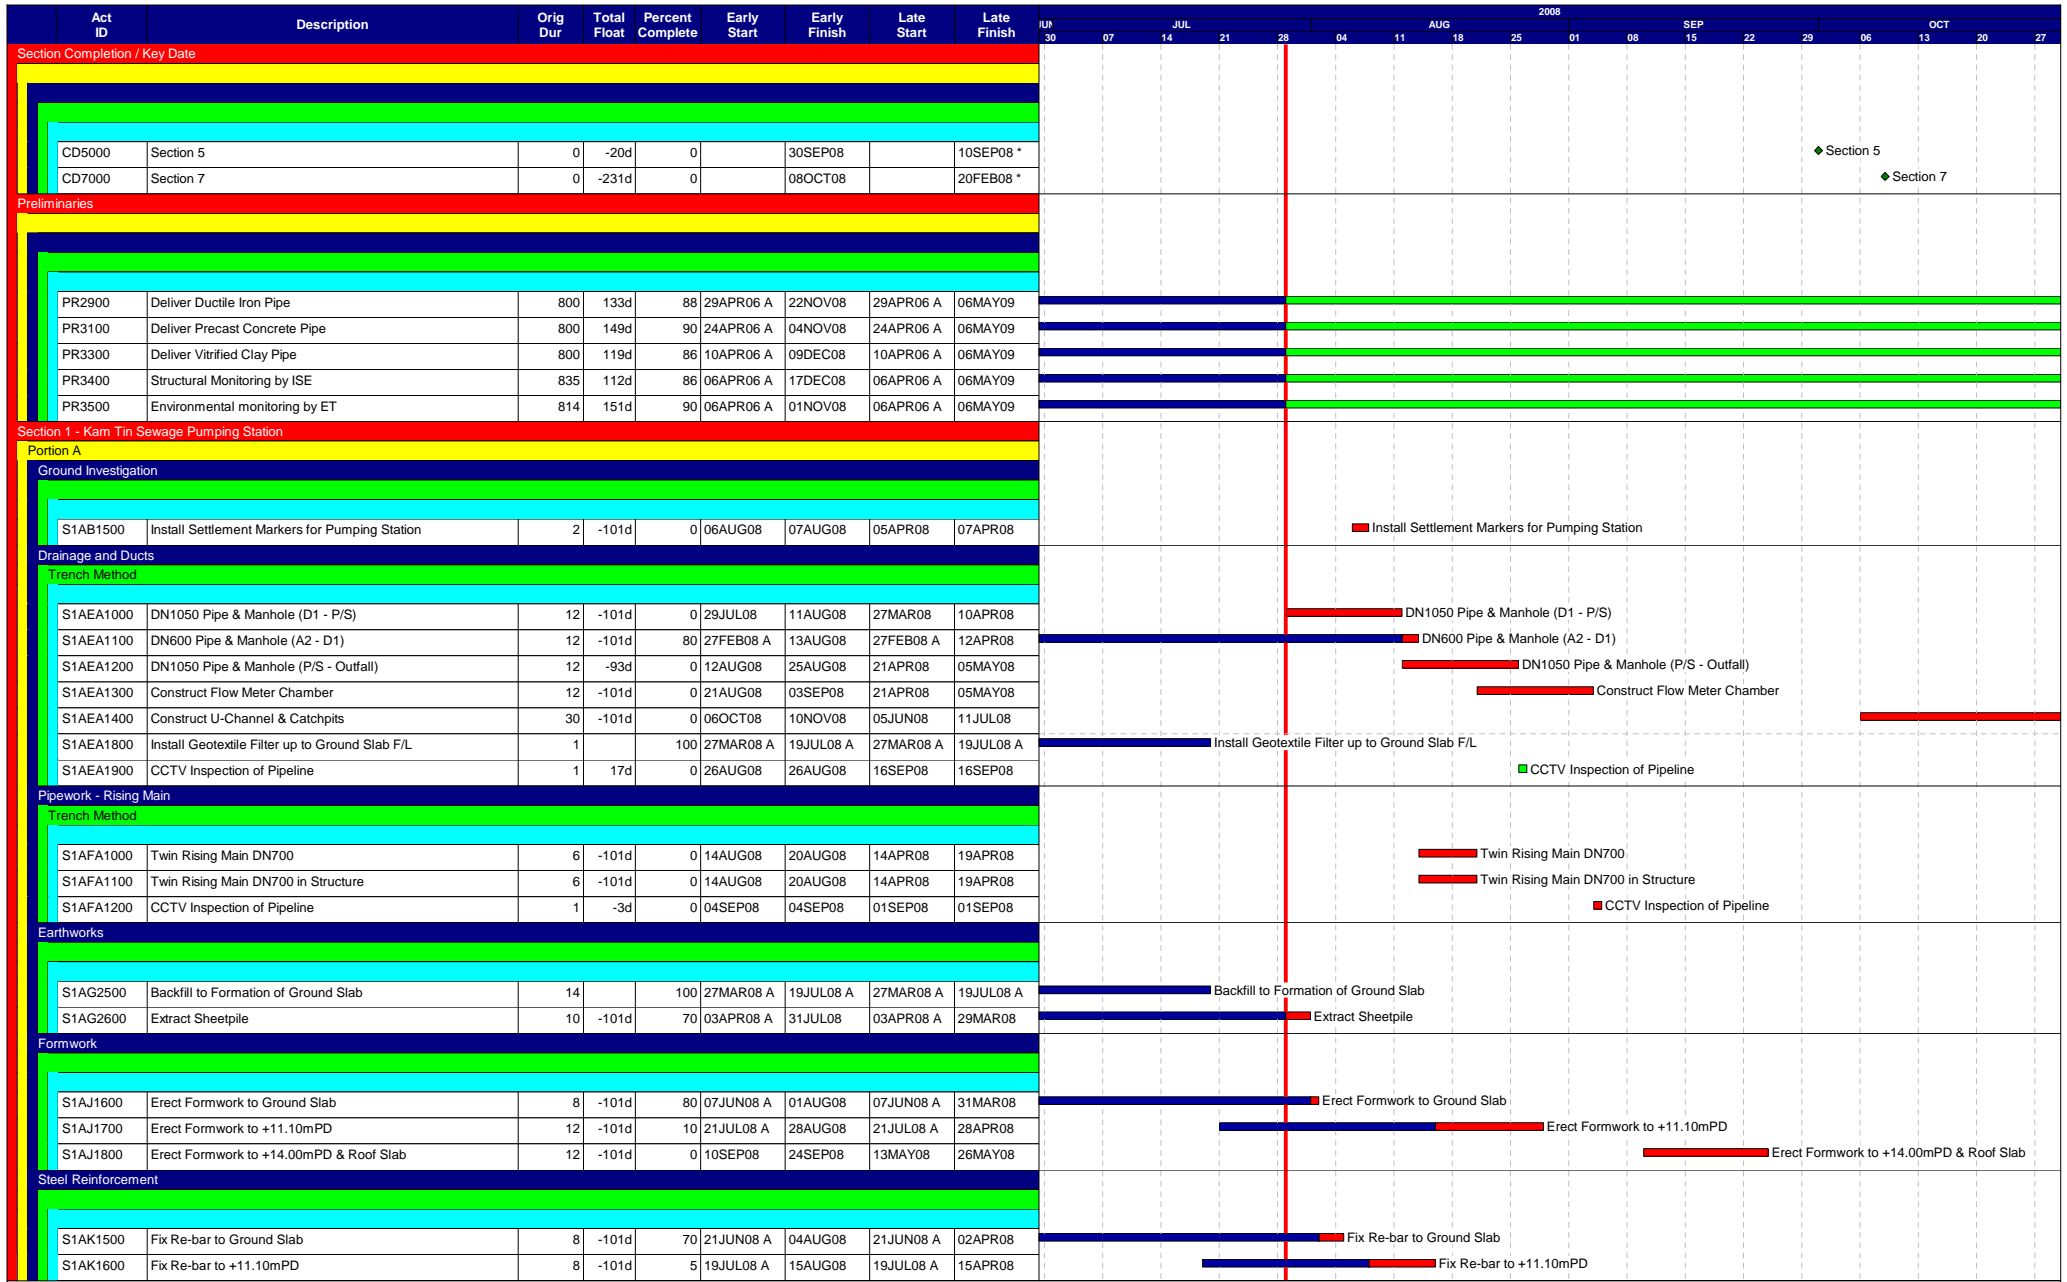 Act ID Description Orig Dur Total Float Percent Complete Early Start Early Finish Late Start Late Finish
2008
JUN JUL AUG SEP OCT
30 07 14 21 28 04 11 18 25 01 08 15 22 29 06 13 20 27
Section Completion / Key Date
CD5000 Section 5 0 -20d 0 30SEP08 10SEP08 * Section 5
CD7000 Section 7 0 -231d 0 08OCT08 20FEB08 * Section 7
Preliminaries
PR2900 Deliver Ductile Iron Pipe 800 133d 88 29APR06 A 22NOV08 29APR06 A 06MAY09
PR3100 Deliver Precast Concrete Pipe 800 149d 90 24APR06 A 04NOV08 24APR06 A 06MAY09
PR3300 Deliver Vitrified Clay Pipe 800 119d 86 10APR06 A 09DEC08 10APR06 A 06MAY09
PR3400 Structural Monitoring by ISE 835 112d 86 06APR06 A 17DEC08 06APR06 A 06MAY09
PR3500 Environmental monitoring by ET 814 151d 90 06APR06 A 01NOV08 06APR06 A 06MAY09
Section 1 - Kam Tin Sewage Pumping Station
Portion A
Ground Investigation
S1AB1500 Install Settlement Markers for Pumping Station 2 -101d 0 06AUG08 07AUG08 05APR08 07APR08 Install Settlement Markers for Pumping Station
Drainage and Ducts
Trench Method
S1AEA1000 DN1050 Pipe & Manhole (D1 - P/S) 12 -101d 0 29JUL08 11AUG08 27MAR08 10APR08 DN1050 Pipe & Manhole (D1 - P/S)
S1AEA1100 DN600 Pipe & Manhole (A2 - D1) 12 -101d 80 27FEB08 A 13AUG08 27FEB08 A 12APR08 DN600 Pipe & Manhole (A2 - D1)
S1AEA1200 DN1050 Pipe & Manhole (P/S - Outfall) 12 -93d 0 12AUG08 25AUG08 21APR08 05MAY08 DN1050 Pipe & Manhole (P/S - Outfall)
S1AEA1300 Construct Flow Meter Chamber 12 -101d 0 21AUG08 03SEP08 21APR08 05MAY08 Construct Flow Meter Chamber
S1AEA1400 Construct U-Channel & Catchpits 30 -101d 0 06OCT08 10NOV08 05JUN08 11JUL08
S1AEA1800 Install Geotextile Filter up to Ground Slab F/L 1 100 27MAR08 A 19JUL08 A 27MAR08 A 19JUL08 A Install Geotextile Filter up to Ground Slab F/L
S1AEA1900 CCTV Inspection of Pipeline 1 17d 0 26AUG08 26AUG08 16SEP08 16SEP08 CCTV Inspection of Pipeline
Pipework - Rising Main
Trench Method
S1AFA1000 Twin Rising Main DN700 6 -101d 0 14AUG08 20AUG08 14APR08 19APR08 Twin Rising Main DN700
S1AFA1100 Twin Rising Main DN700 in Structure 6 -101d 0 14AUG08 20AUG08 14APR08 19APR08 Twin Rising Main DN700 in Structure
S1AFA1200 CCTV Inspection of Pipeline 1 -3d 0 04SEP08 04SEP08 01SEP08 01SEP08 CCTV Inspection of Pipeline
Earthworks
S1AG2500 Backfill to Formation of Ground Slab 14 100 27MAR08 A 19JUL08 A 27MAR08 A 19JUL08 A Backfill to Formation of Ground Slab
S1AG2600 Extract Sheetpile 10 -101d 70 03APR08 A 31JUL08 03APR08 A 29MAR08 Extract Sheetpile
Formwork
S1AJ1600 Erect Formwork to Ground Slab 8 -101d 80 07JUN08 A 01AUG08 07JUN08 A 31MAR08 Erect Formwork to Ground Slab
S1AJ1700 Erect Formwork to +11.10mPD 12 -101d 10 21JUL08 A 28AUG08 21JUL08 A 28APR08 Erect Formwork to +11.10mPD
S1AJ1800 Erect Formwork to +14.00mPD & Roof Slab 12 -101d 0 10SEP08 24SEP08 13MAY08 26MAY08 Erect Formwork to +14.00mPD & Roof Slab
Steel Reinforcement
S1AK1500 Fix Re-bar to Ground Slab 8 -101d 70 21JUN08 A 04AUG08 21JUN08 A 02APR08 Fix Re-bar to Ground Slab
S1AK1600 Fix Re-bar to +11.10mPD 8 -101d 5 19JUL08 A 15AUG08 19JUL08 A 15APR08 Fix Re-bar to +11.10mPD